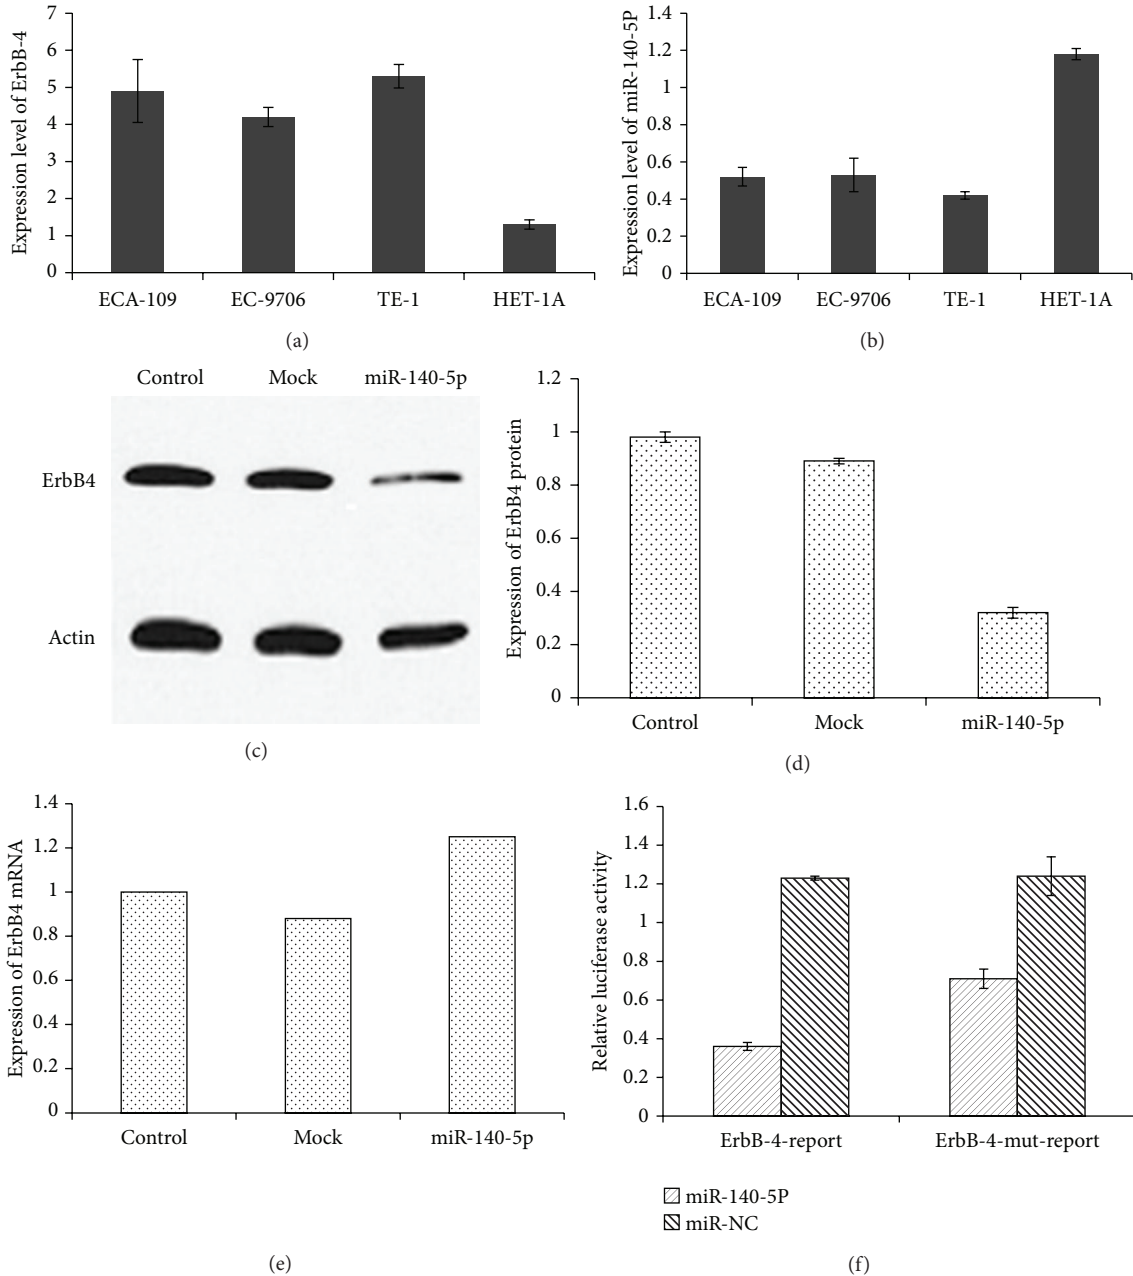 Expression level of ErbB-4
7
6
5
4
3
2
1
0
ECA-109 EC-9706 TE-1 HET-1A
(a)
Expression level of miR-140-5P
1.4
1.2
1
0.8
0.6
0.4
0.2
0
ECA-109 EC-9706 TE-1 HET-1A
(b)
Control Mock miR-140-5p
ErbB4
Actin
(c)
Expression of ErbB4 protein
1.2
1
0.8
0.6
0.4
0.2
0
Control Mock miR-140-5p
(d)
Expression of ErbB4 mRNA
1.4
1.2
1
0.8
0.6
0.4
0.2
0
Control Mock miR-140-5p
(e)
Relative luciferase activity
1.6
1.4
1.2
1
0.8
0.6
0.4
0.2
0
ErbB-4-report ErbB-4-mut-report
miR-140-5P
miR-NC
(f)